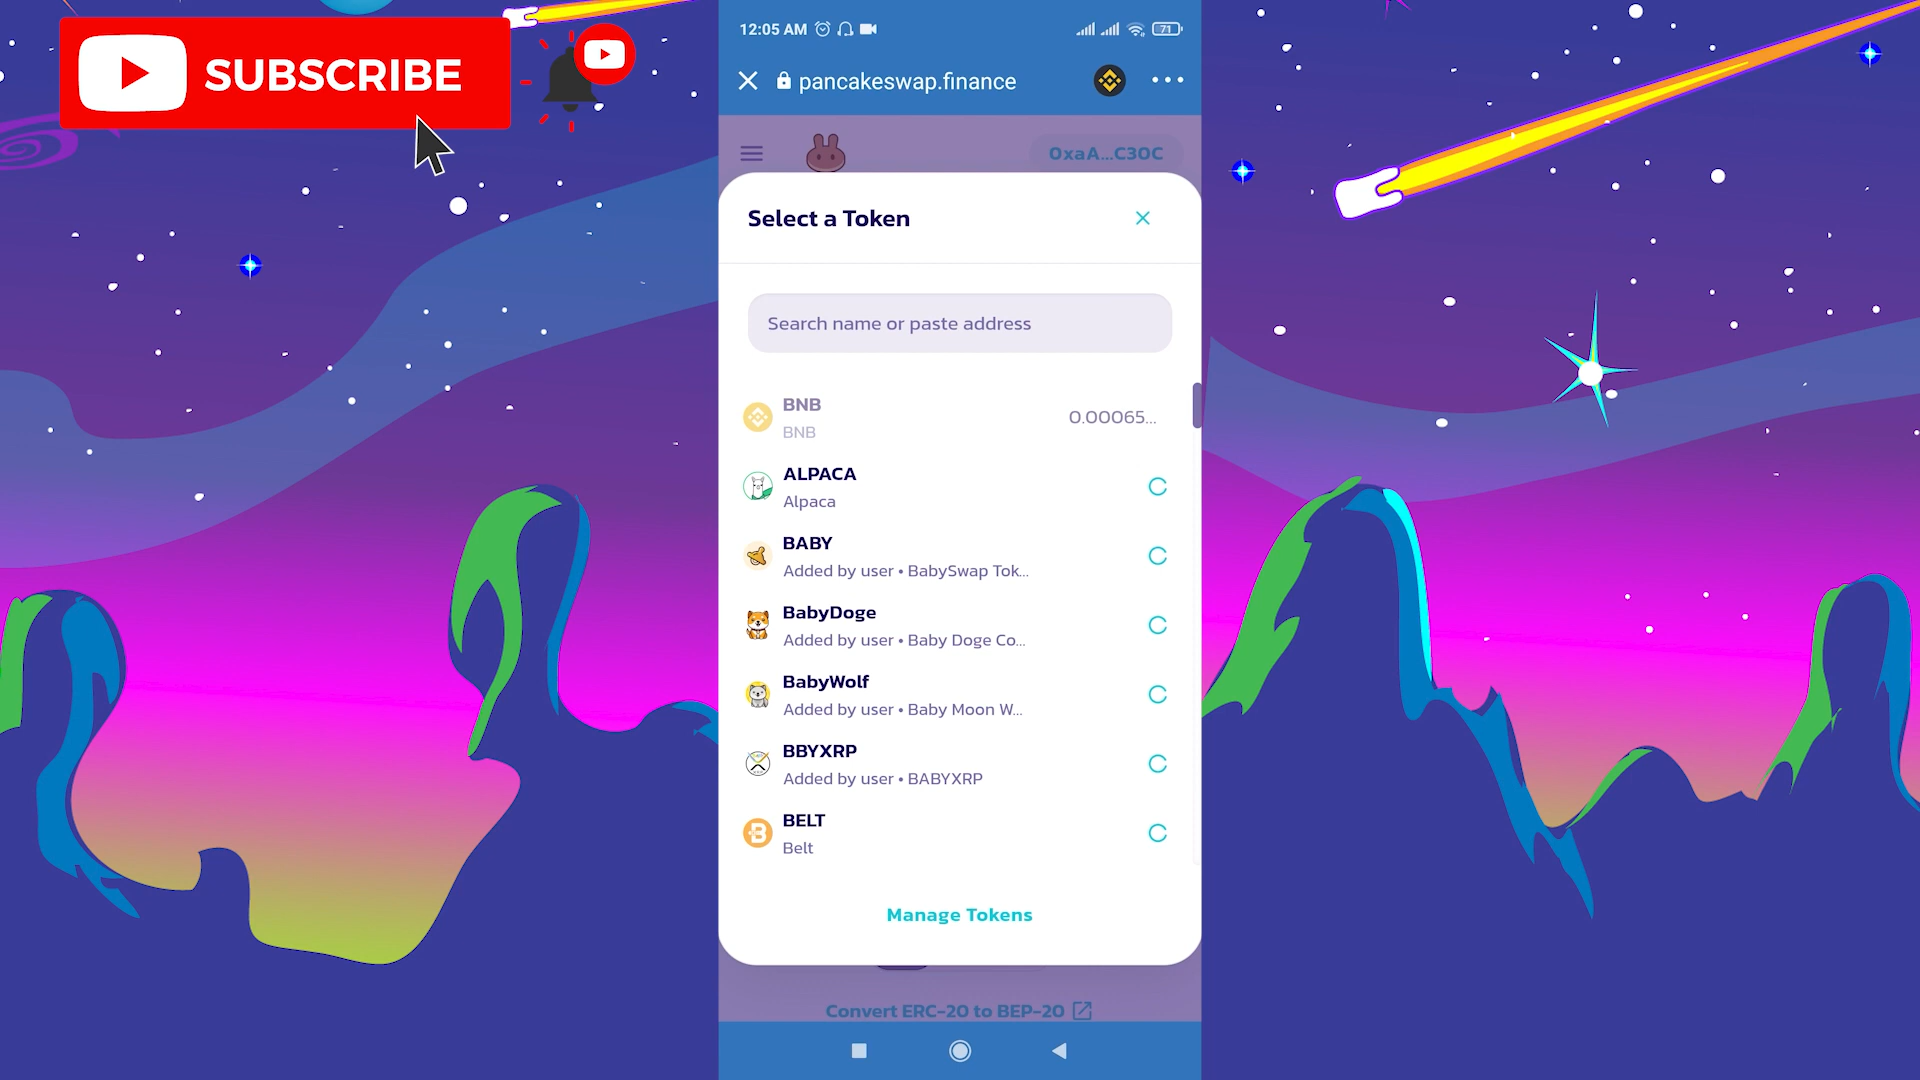 SUBSCRIBE
12:05 AM
71
pancakeswap.finance
0xaA...C30C
Select a Token
Search name or paste address
BNB
BNB
0.00065...
ALPACA
Alpaca
BABY
Added by user • BabySwap Tok...
BabyDoge
Added by user • Baby Doge Co...
BabyWolf
Added by user • Baby Moon W...
BBYXRP
Added by user • BABYXRP
BELT
Belt
Manage Tokens
Convert ERC-20 to BEP-20